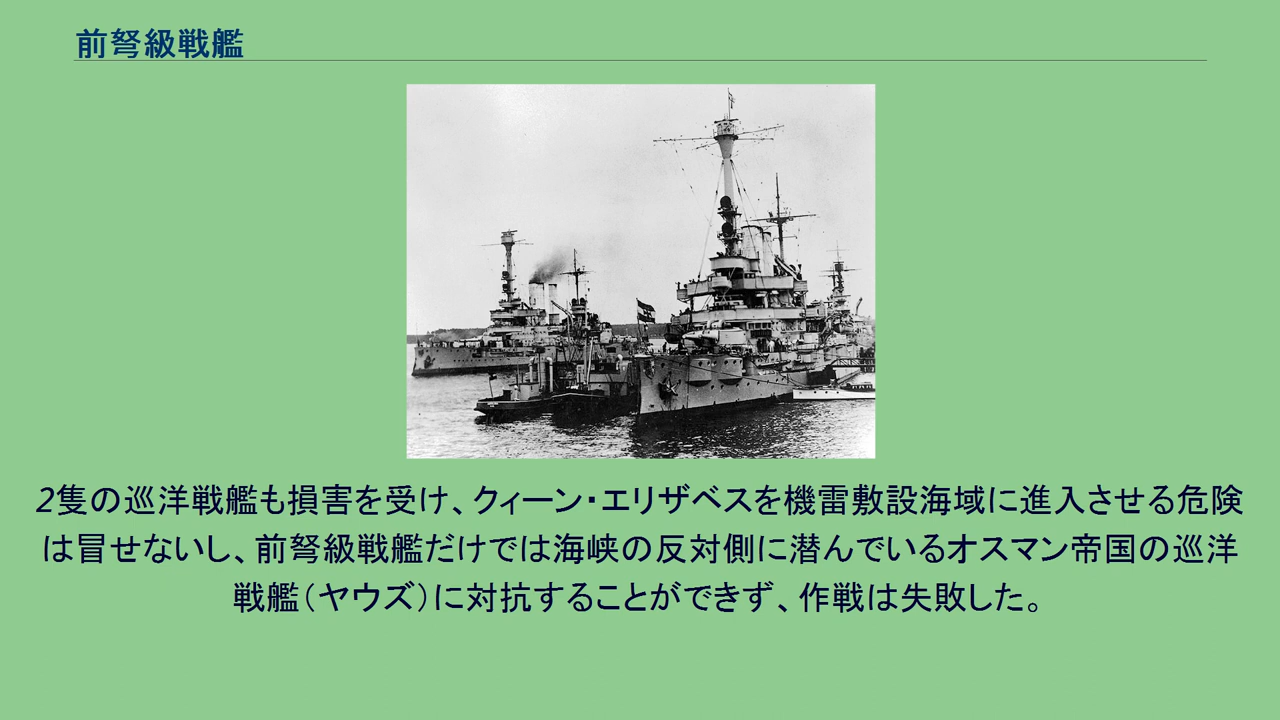 前弩級戦艦
2隻の巡洋戦艦も損害を受け、クィーン・エリザベスを機雷敷設海域に進入させる危険
は冒せないし、前弩級戦艦だけでは海峡の反対側に潜んでいるオスマン帝国の巡洋
戦艦（ヤウズ）に対抗することができず、作戦は失敗した。